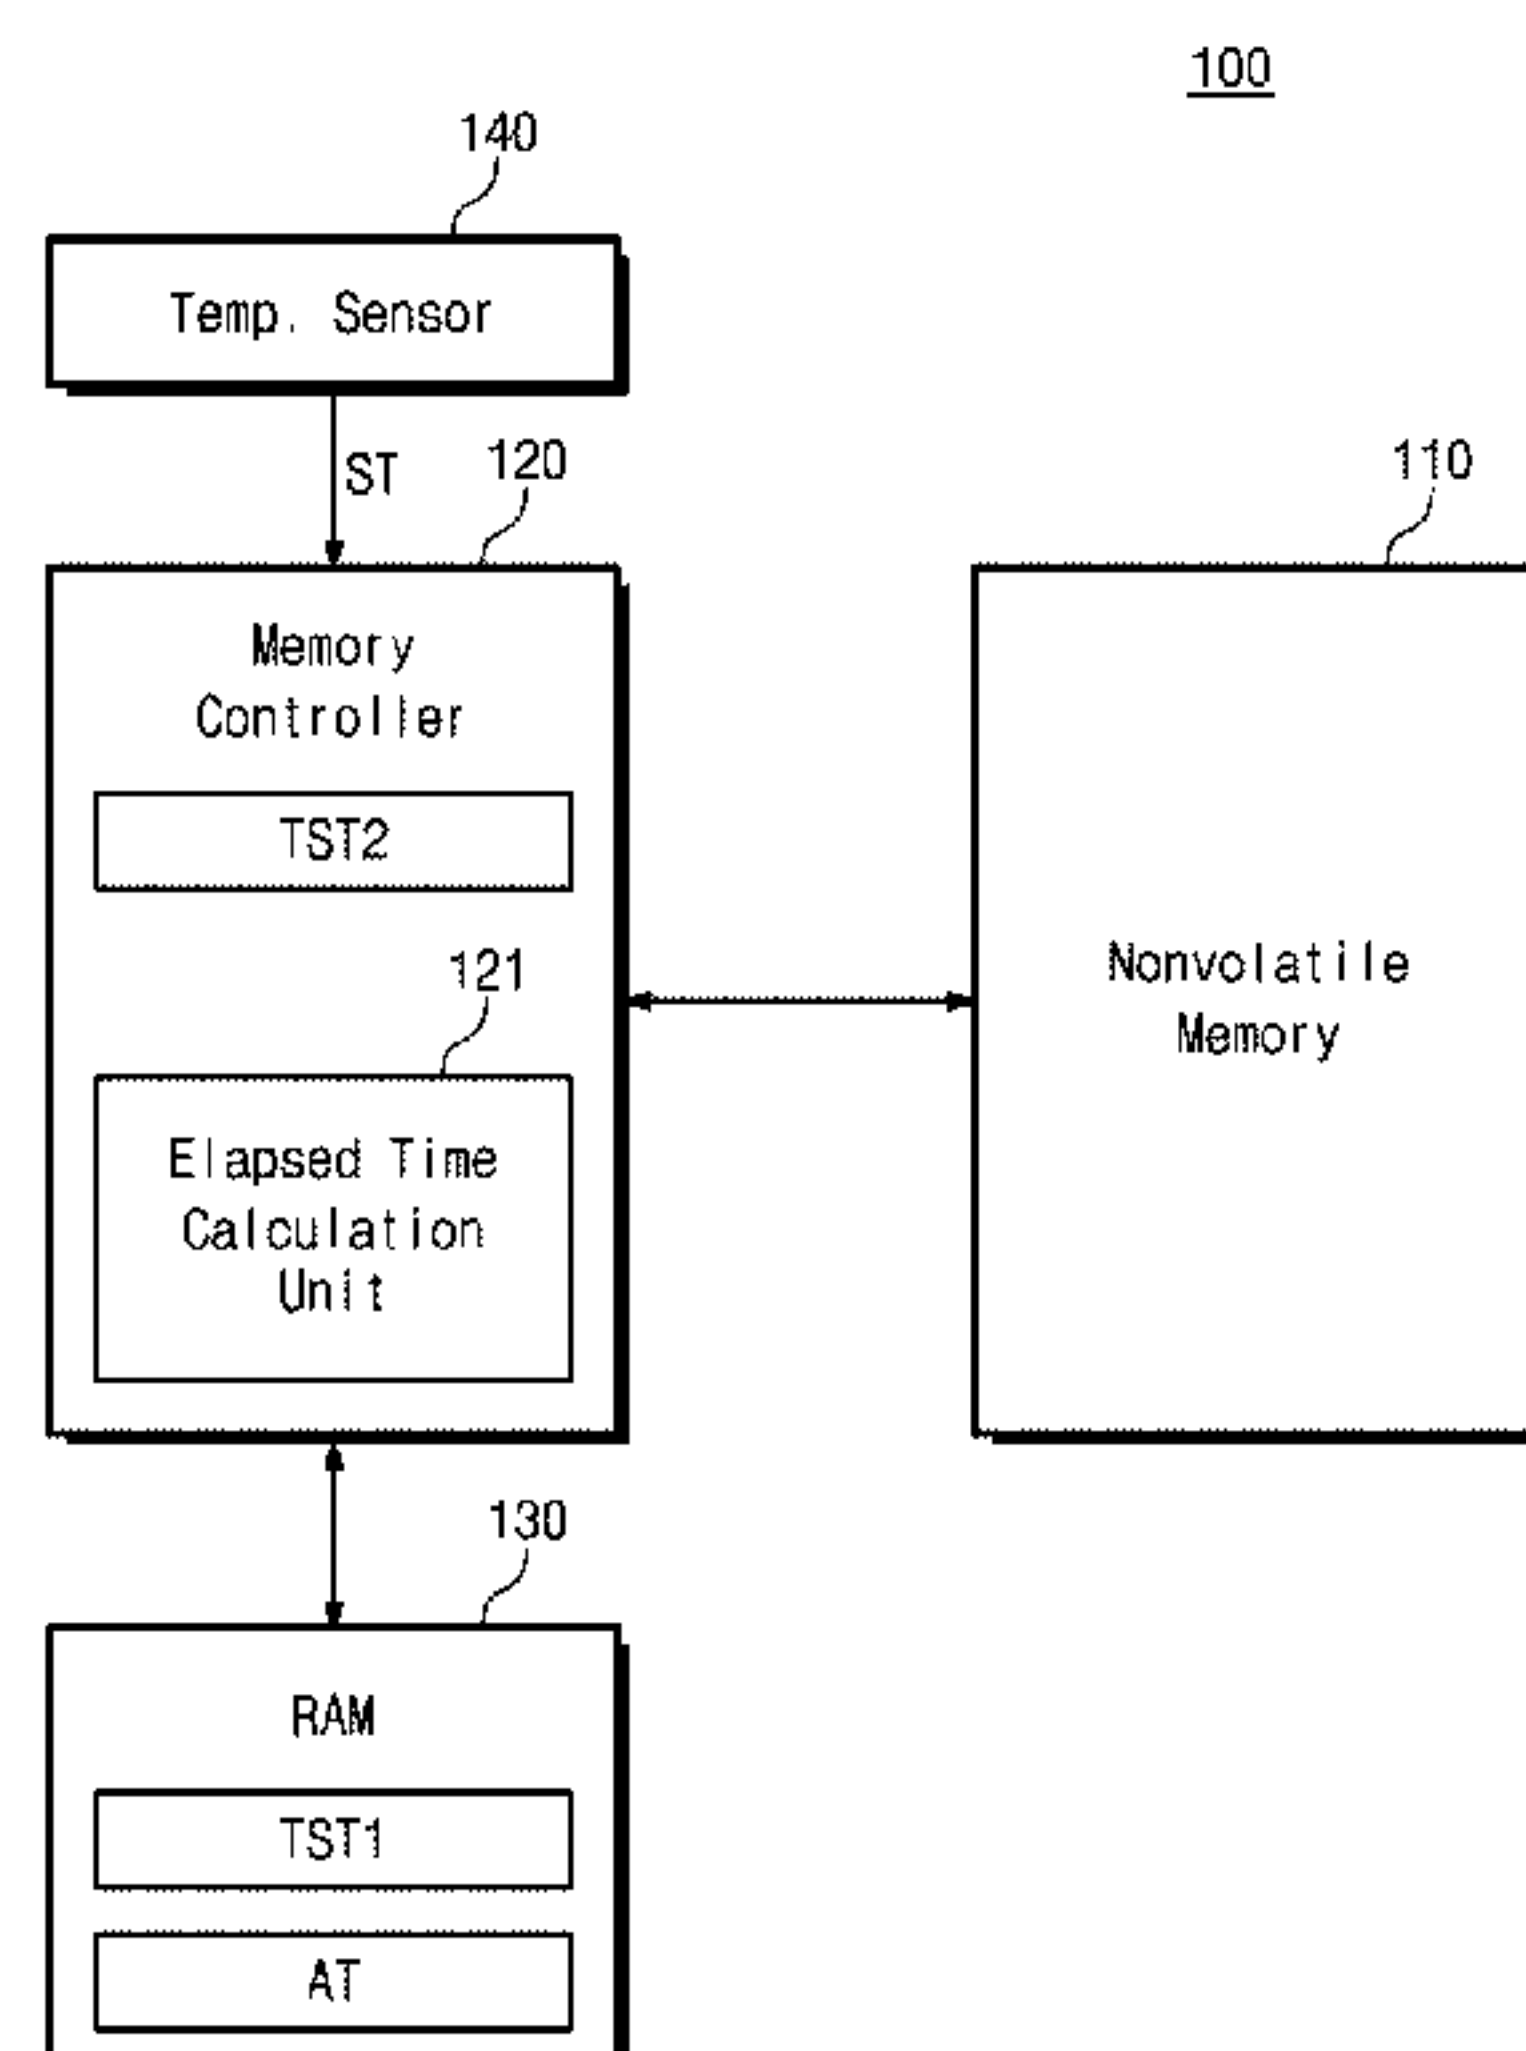 100
140
Temp. Sensor
ST
120
110
Memory
Controller
TST2
121
Elapsed Time
Calculation
Unit
Nonvolatile
Memory
130
RAM
TST1
AT